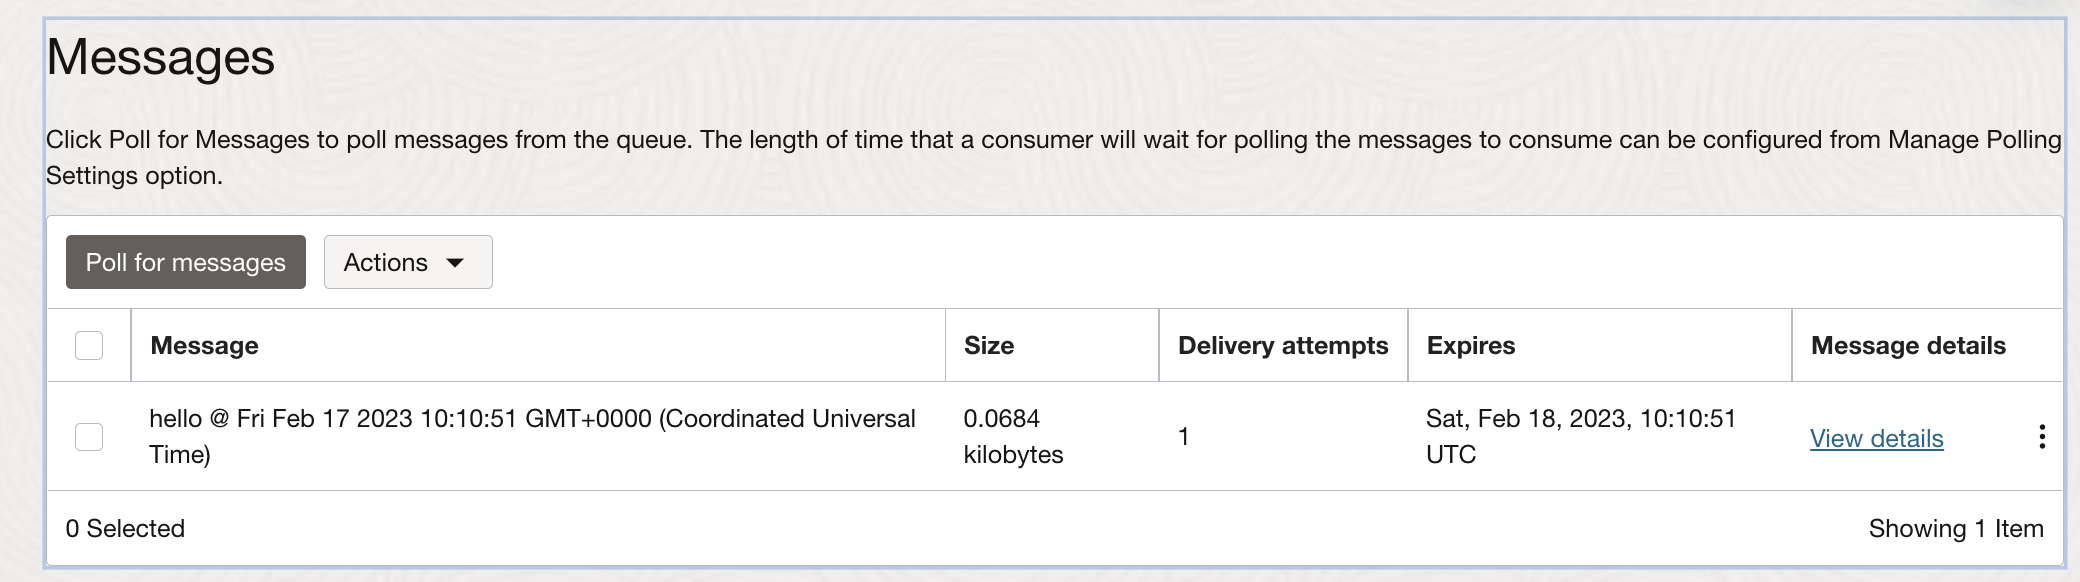 Messages
Click Poll for Messages to poll messages from the queue. The length of time that a consumer will wait for polling the messages to consume can be configured from Manage Polling
Settings option.
Poll for messages
Actions
Message
Size
Delivery attempts
Expires
Message details
hello @ Fri Feb 17 2023 10:10:51 GMT+0000 (Coordinated Universal
Time)
0.0684
kilobytes
1
Sat, Feb 18, 2023, 10:10:51
UTC
View details
0 Selected
Showing 1 Item